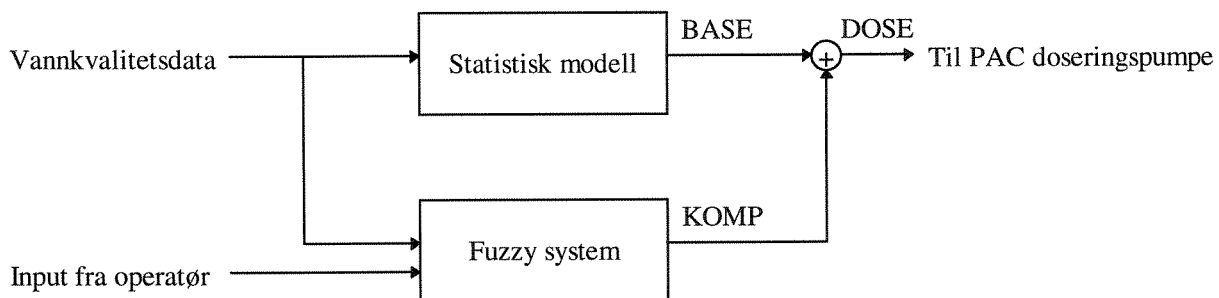 BASE
DOSE
Vannkvalitetsdata
Statistisk modell
+
Til PAC doseringspumpe
KOMP
Fuzzy system
Input fra operatør